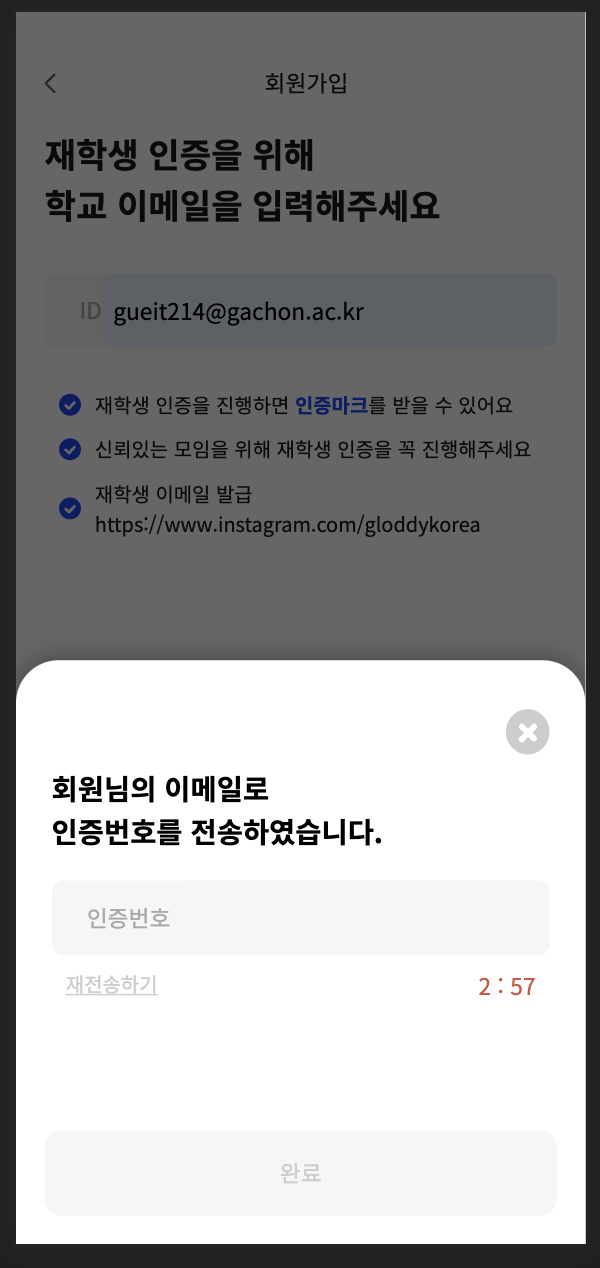 회원가입
재학생 인증을 위해
학교 이메일을 입력해주세요
ID gueit214@gachon.ac.kr
재학생 인증을 진행하면 인증마크를 받을 수 있어요
신뢰있는 모임을 위해 재학생 인증을 꼭 진행해주세요
재학생 이메일 발급
https://www.instagram.com/gloddykorea
회원님의 이메일로
인증번호를 전송하였습니다.
인증번호
재전송하기 2 : 57
완료